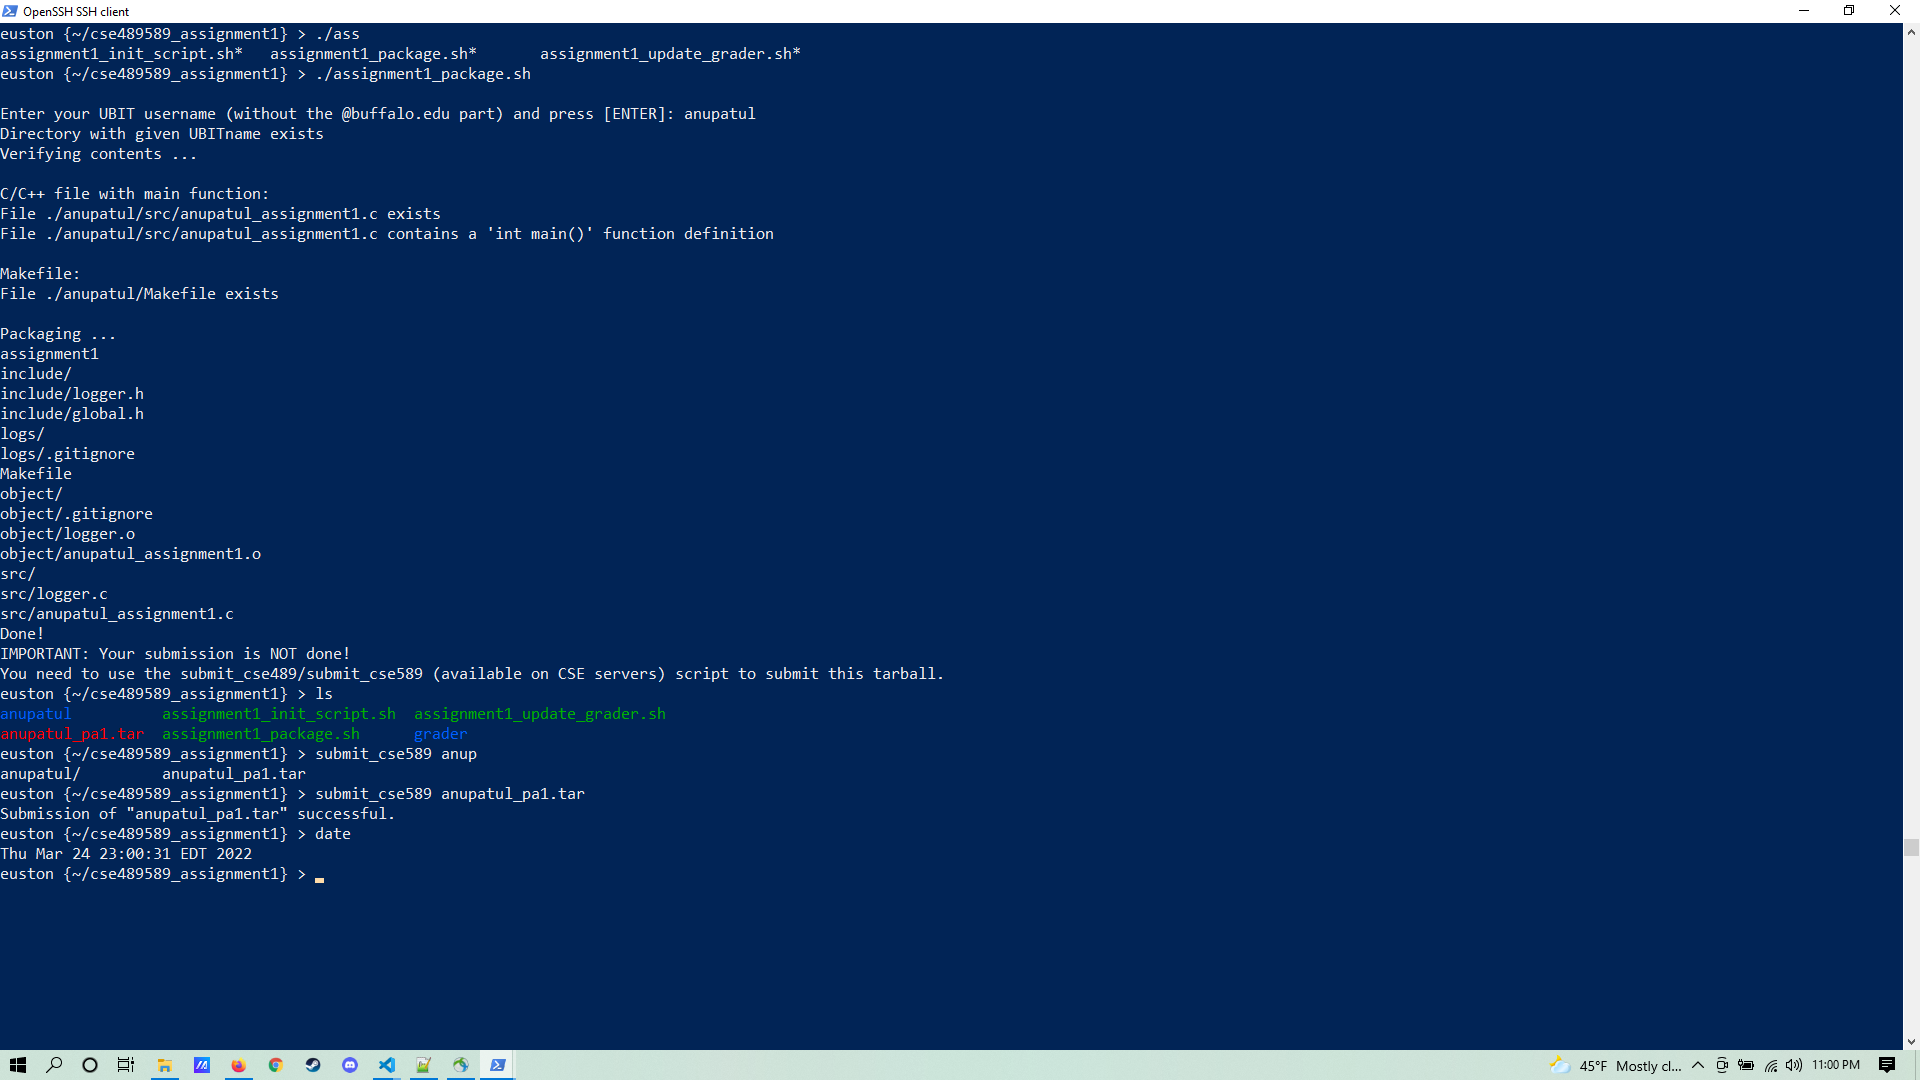 OpenSSH SSH client
euston {~/cse489589_assignment1} > ./ass
assignment1_init_script.sh*   assignment1_package.sh*       assignment1_update_grader.sh*
euston {~/cse489589_assignment1} > ./assignment1_package.sh
Enter your UBIT username (without the @buffalo.edu part) and press [ENTER]: anupatul
Directory with given UBITname exists
Verifying contents ...
C/C++ file with main function:
File ./anupatul/src/anupatul_assignment1.c exists
File ./anupatul/src/anupatul_assignment1.c contains a 'int main()' function definition
Makefile:
File ./anupatul/Makefile exists
Packaging ...
assignment1
include/
include/logger.h
include/global.h
logs/
logs/.gitignore
Makefile
object/
object/.gitignore
object/logger.o
object/anupatul_assignment1.o
src/
src/logger.c
src/anupatul_assignment1.c
Done!
IMPORTANT: Your submission is NOT done!
You need to use the submit_cse489/submit_cse589 (available on CSE servers) script to submit this tarball.
euston {~/cse489589_assignment1} > ls
anupatul          assignment1_init_script.sh  assignment1_update_grader.sh
anupatul_pa1.tar  assignment1_package.sh      grader
euston {~/cse489589_assignment1} > submit_cse589 anup
anupatul/         anupatul_pa1.tar
euston {~/cse489589_assignment1} > submit_cse589 anupatul_pa1.tar
Submission of "anupatul_pa1.tar" successful.
euston {~/cse489589_assignment1} > date
Thu Mar 24 23:00:31 EDT 2022
euston {~/cse489589_assignment1} >
45°F Mostly cl... 11:00 PM